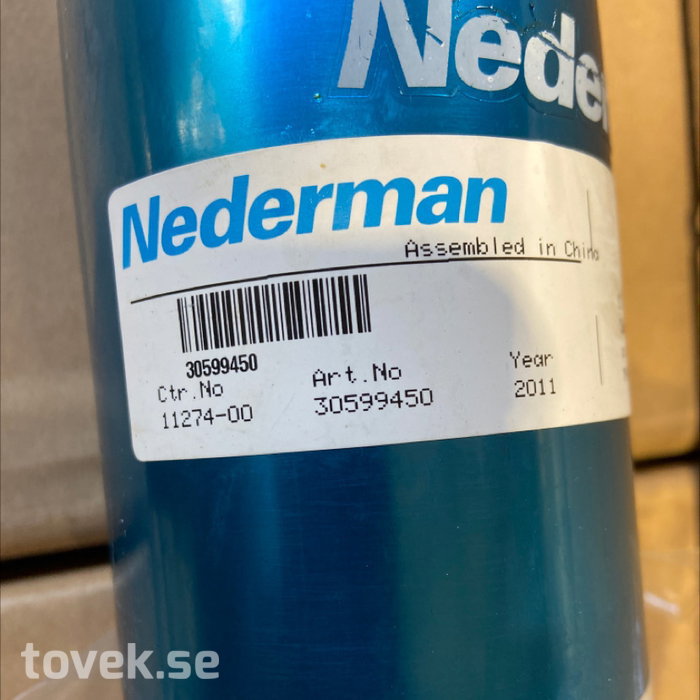 Neder
Nederman
Assembled in China
30599450
Ctr.No
11274-00
Art.No
30599450
Year
2011
tovek.se